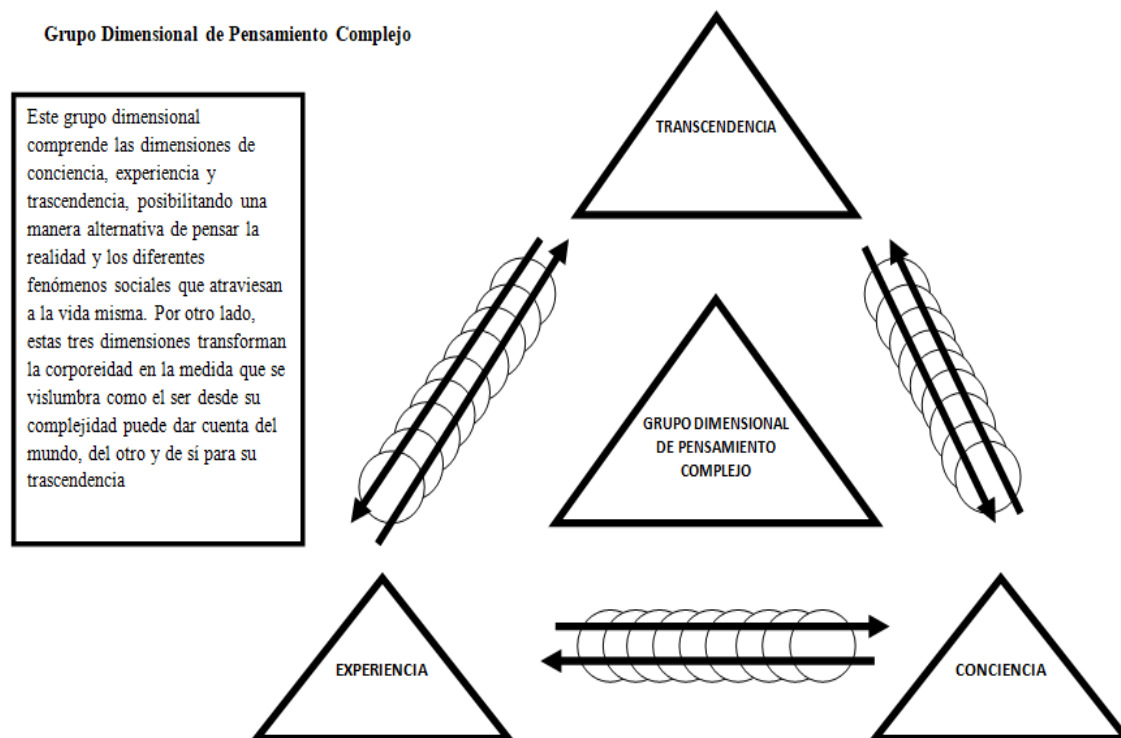 Grupo Dimensional de Pensamiento Complejo
Este grupo dimensional
comprende las dimensiones de
conciencia, experiencia y
trascendencia, posibilitando una
manera alternativa de pensar la
realidad y los diferentes
fenómenos sociales que atraviesan
a la vida misma. Por otro lado,
estas tres dimensiones transforman
la corporeidad en la medida que se
vislumbra como el ser desde su
complejidad puede dar cuenta del
mundo, del otro y de sí para su
trascendencia
TRANSCENDENCIA
GRUPO DIMENSIONAL
DE PENSAMIENTO
COMPLEJO
EXPERIENCIA
CONCIENCIA